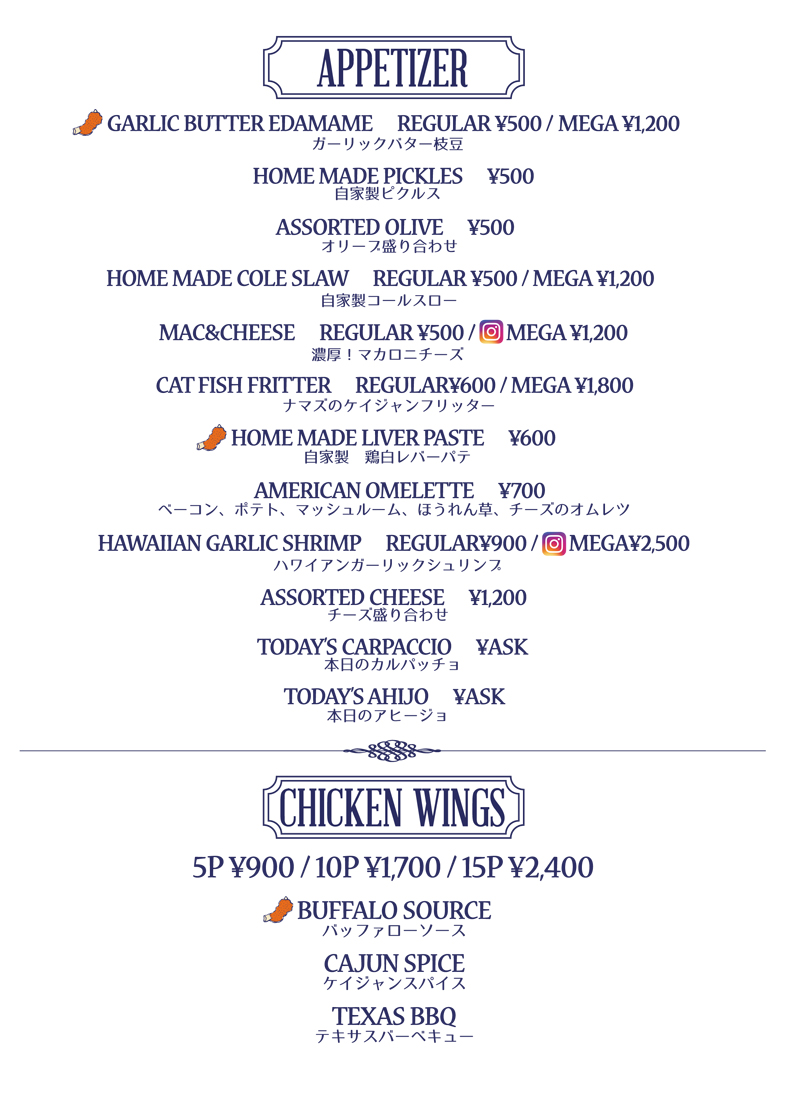 APPETIZER
GARLIC BUTTER EDAMAME REGULAR ¥500 / MEGA ¥1,200
ガーリックバター枝豆
HOME MADE PICKLES ¥500
自家製ピクルス
ASSORTED OLIVE ¥500
オリーブ盛り合わせ
HOME MADE COLE SLAW REGULAR ¥500 / MEGA ¥1,200
自家製コールスロー
MAC&CHEESE REGULAR ¥500 / MEGA ¥1,200
濃厚！マカロニチーズ
CAT FISH FRITTER REGULAR¥600 / MEGA ¥1,800
ナマズのケイジャンフリッター
HOME MADE LIVER PASTE ¥600
自家製 鶏白レバーパテ
AMERICAN OMELETTE ¥700
ベーコン、ポテト、マッシュルーム、ほうれん草、チーズのオムレツ
HAWAIIAN GARLIC SHRIMP REGULAR¥900 / MEGA¥2,500
ハワイアンガーリックシュリンプ
ASSORTED CHEESE ¥1,200
チーズ盛り合わせ
TODAY'S CARPACCIO ¥ASK
本日のカルパッチョ
TODAY'S AHIJO ¥ASK
本日のアヒージョ
CHICKEN WINGS
5P ¥900 / 10P ¥1,700 / 15P ¥2,400
BUFFALO SOURCE
バッファローソース
CAJUN SPICE
ケイジャンスパイス
TEXAS BBQ
テキサスバーベキュー